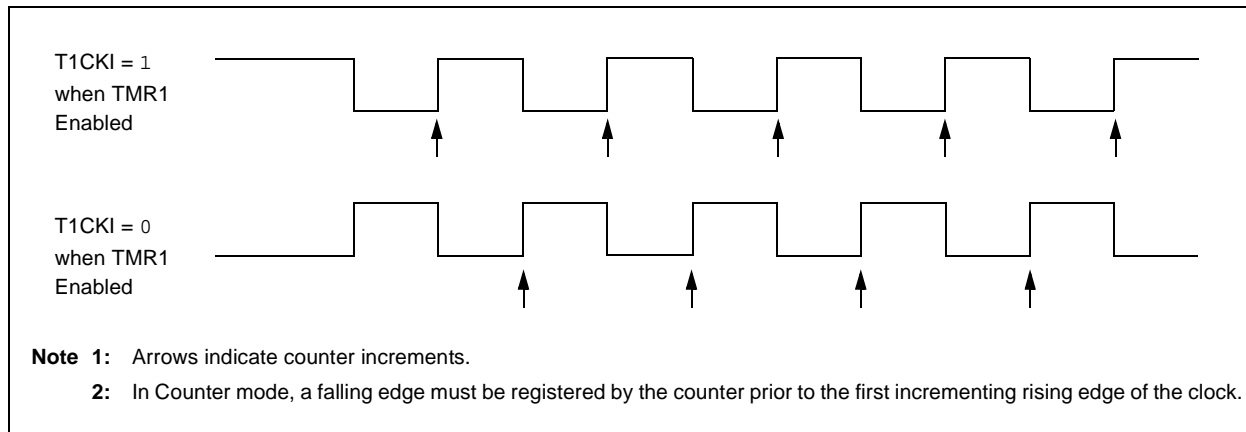 T1CKI = 1
when TMR1
Enabled
T1CKI = 0
when TMR1
Enabled
Note 1: Arrows indicate counter increments.
2: In Counter mode, a falling edge must be registered by the counter prior to the first incrementing rising edge of the clock.